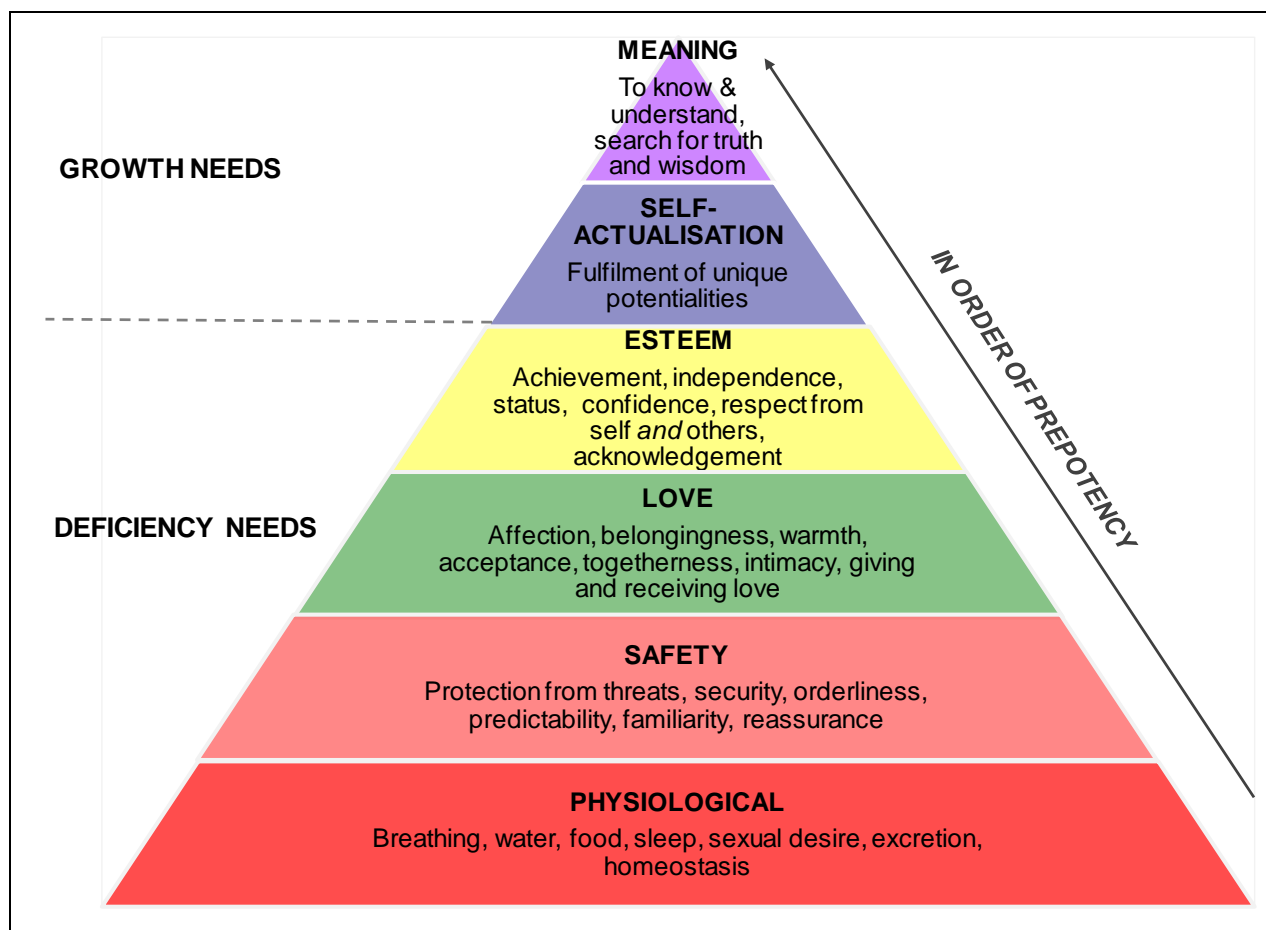 MEANING
To know &
understand,
search for truth
and wisdom
GROWTH NEEDS
SELF-
ACTUALISATION
Fulfilment of unique
potentialities
IN ORDER OF PREPOTENCY
ESTEEM
Achievement, independence,
status, confidence, respect from
self and others,
acknowledgement
LOVE
DEFICIENCY NEEDS
Affection, belongingness, warmth,
acceptance, togetherness, intimacy, giving
and receiving love
SAFETY
Protection from threats, security, orderliness,
predictability, familiarity, reassurance
PHYSIOLOGICAL
Breathing, water, food, sleep, sexual desire, excretion,
homeostasis